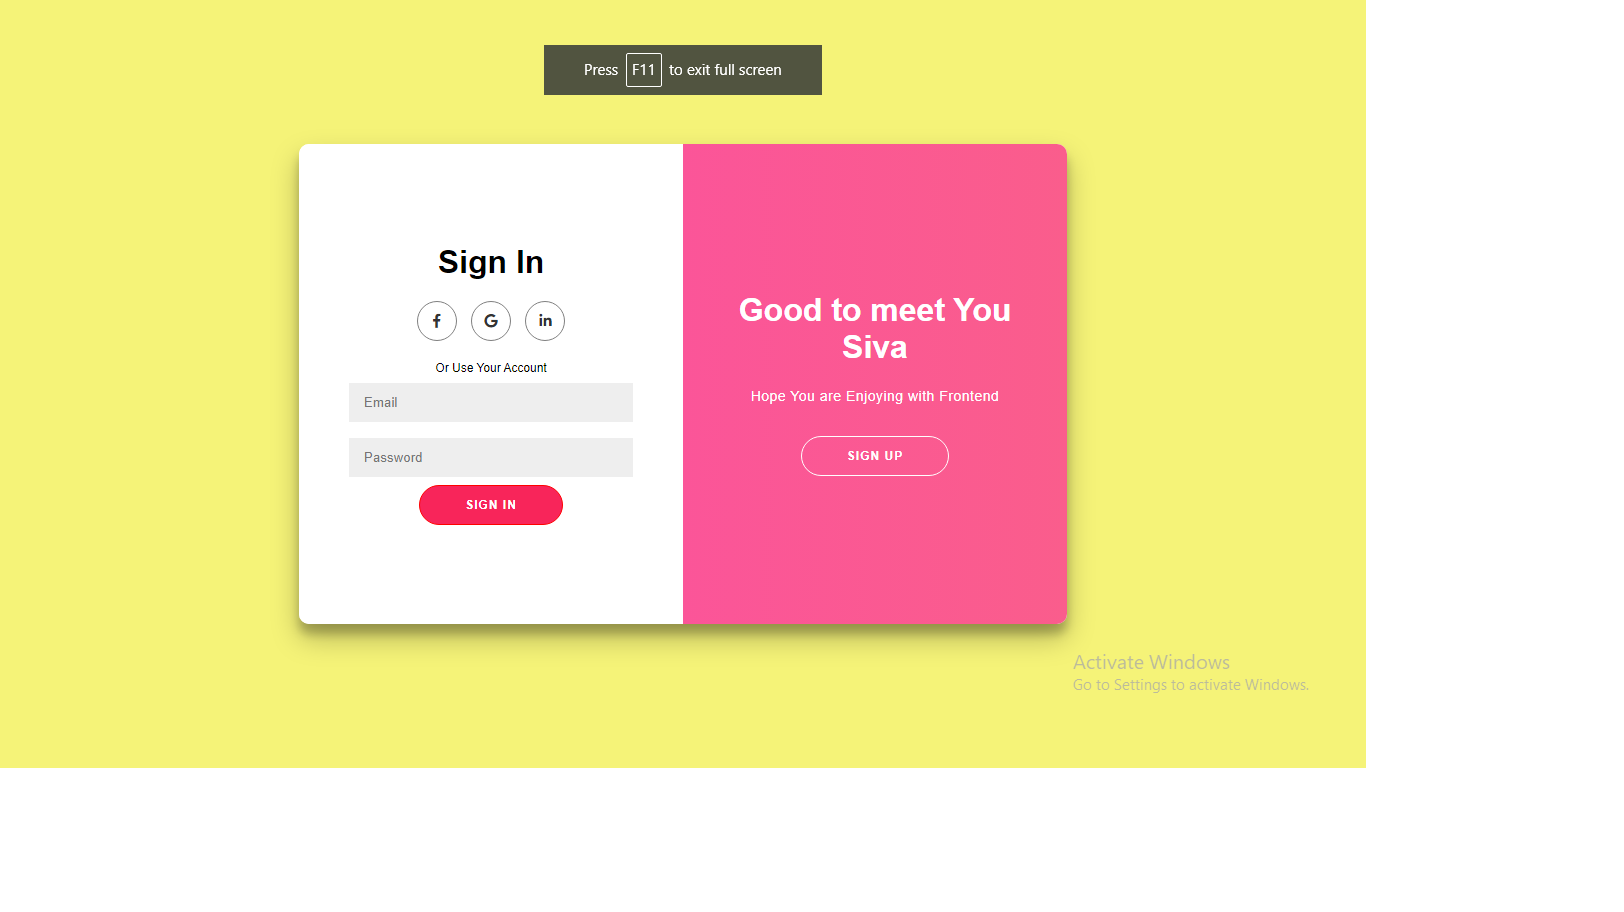 Press F11 to exit full screen
Sign In
Or Use Your Account
Email
Password
SIGN IN
Good to meet You
Siva
Hope You are Enjoying with Frontend
SIGN UP
Activate Windows
Go to Settings to activate Windows.